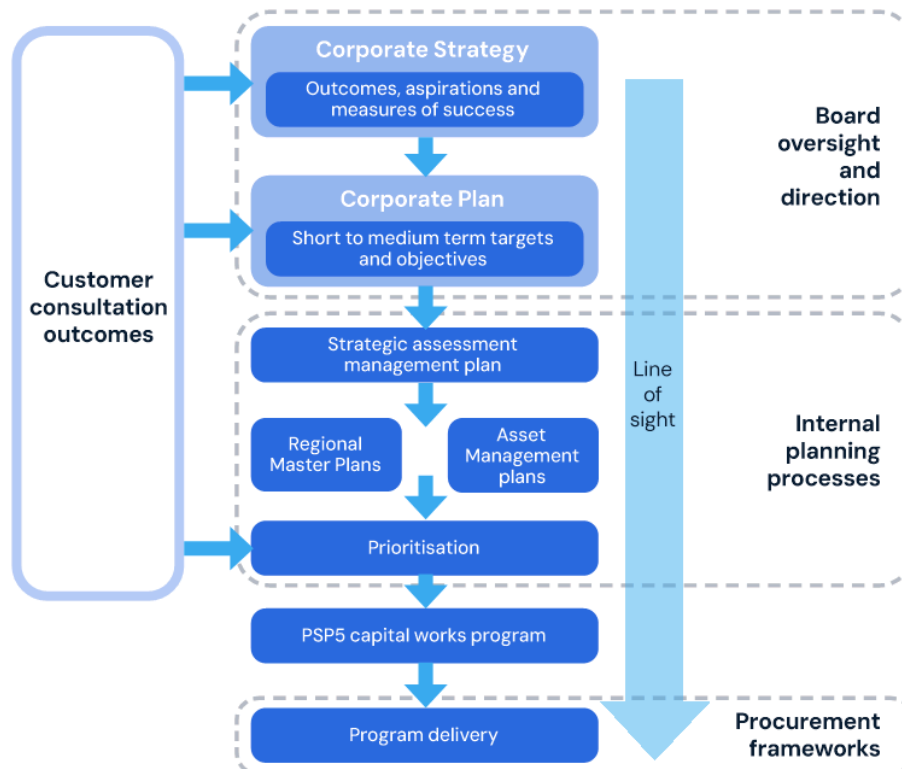 Customer
consultation
outcomes
Corporate Strategy
Outcomes, aspirations and
measures of success
Corporate Plan
Short to medium term targets
and objectives
Board
oversight
and
direction
Strategic assessment
management plan
Regional
Master Plans
Asset
Management
plans
Prioritisation
Line
of
sight
Internal
planning
processes
PSP5 capital works program
Program delivery
Procurement
frameworks